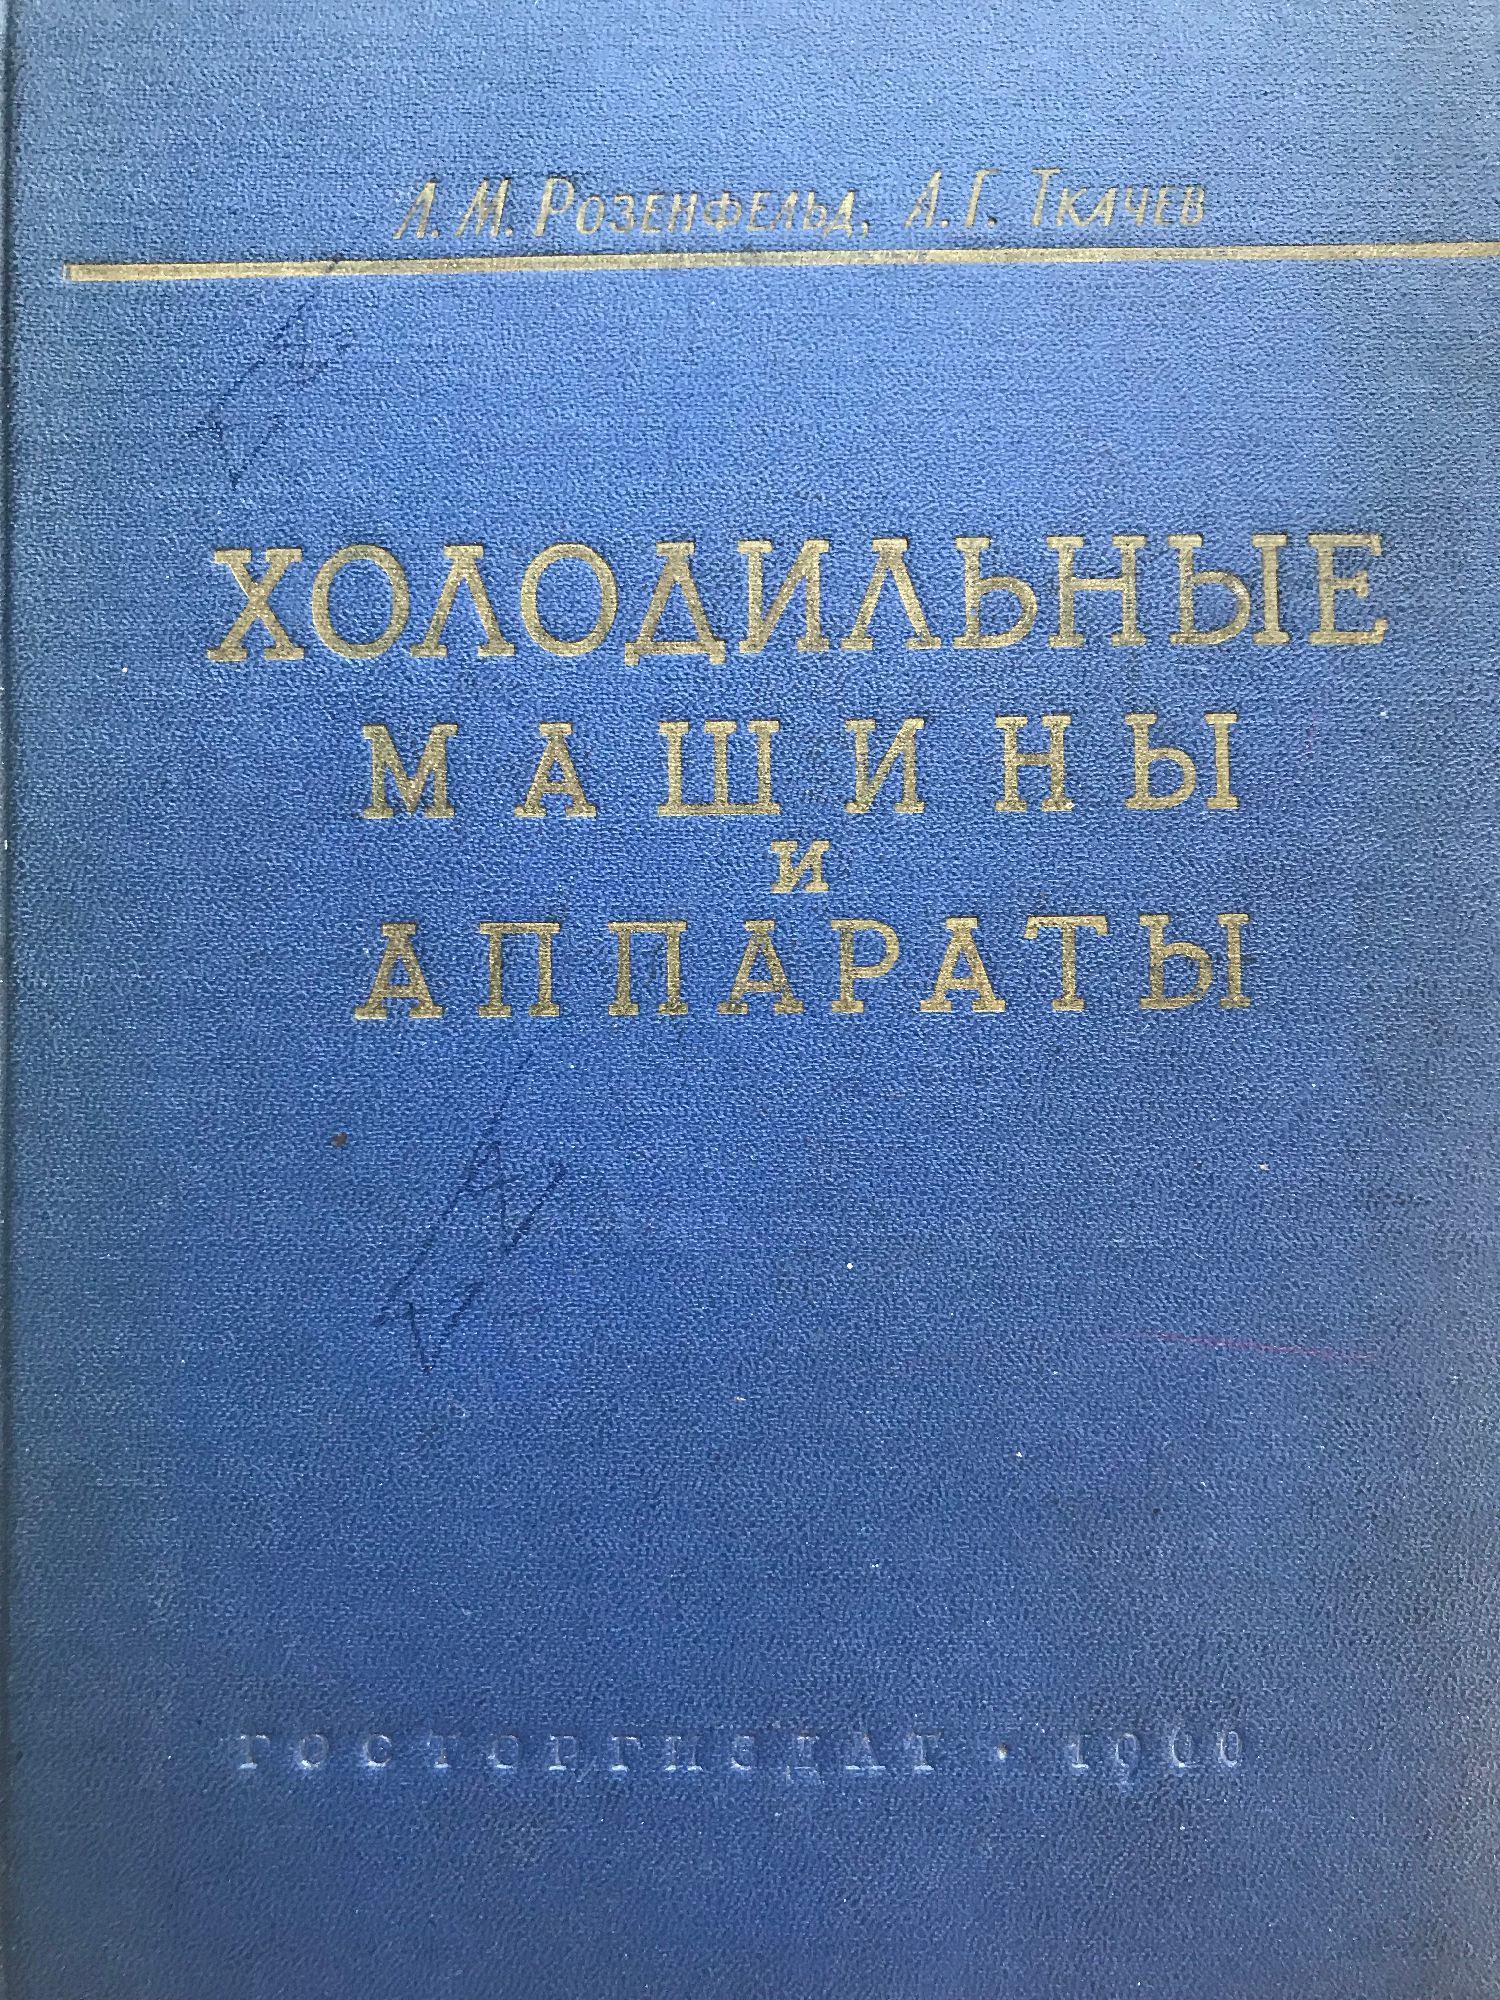 Л. М. Розенфельд, А. Г. Ткачев
ХОЛОДИЛЬНЫЕ
МАШИНЫ
И
АППАРАТЫ
ГОСТОРГИЗДАТ · 1960